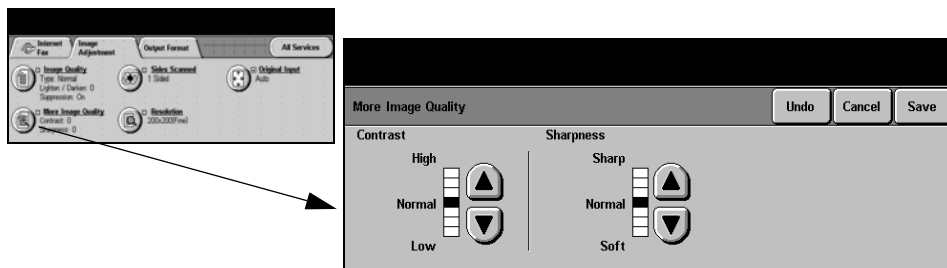 Internet Fax
Image Adjustment
Output Format
All Services
Image Quality
Type: Normal
Lighten / Darken: 0
Suppression: On
Sides Scanned
1 Sided
Original Input
Auto
More Image Quality
Contrast: 0
Sharpness: 0
Resolution
200x200(Fine)
More Image Quality
Undo
Cancel
Save
Contrast
Sharpness
High
Normal
Low
Sharp
Normal
Soft